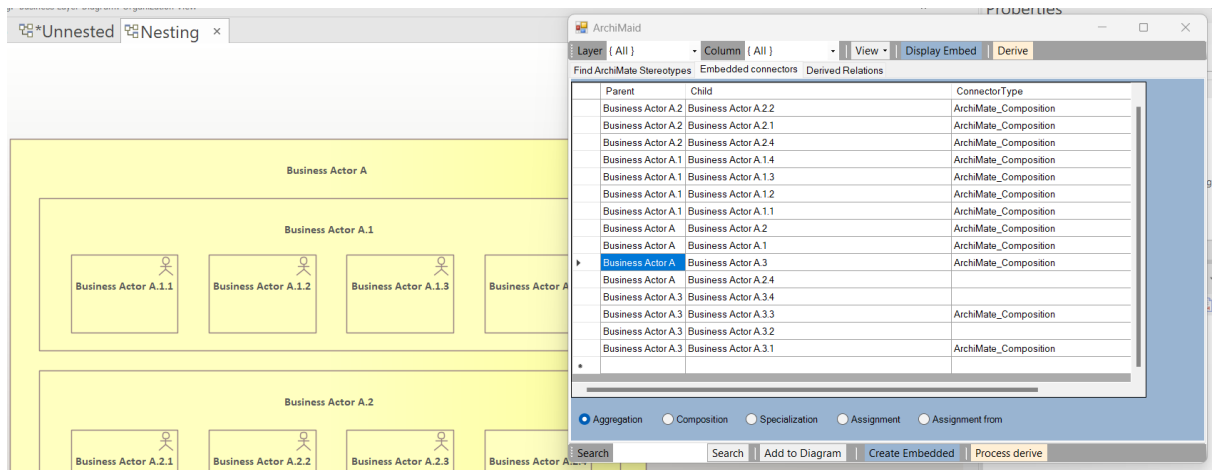 Properties
*Unnested Nesting ×
Business Actor A
Business Actor A.1
Business Actor A.1.1
Business Actor A.1.2
Business Actor A.1.3
Business Actor A
Business Actor A.2
Business Actor A.2.1
Business Actor A.2.2
Business Actor A.2.3
Business Actor A.2.4
ArchiMaid
Layer { All } Column { All } View Display Embed Derive
Find ArchiMate Stereotypes Embedded connectors Derived Relations
Parent Child ConnectorType
Business Actor A.2 Business Actor A.2.2 ArchiMate_Composition
Business Actor A.2 Business Actor A.2.1 ArchiMate_Composition
Business Actor A.2 Business Actor A.2.4 ArchiMate_Composition
Business Actor A.1 Business Actor A.1.4 ArchiMate_Composition
Business Actor A.1 Business Actor A.1.3 ArchiMate_Composition
Business Actor A.1 Business Actor A.1.2 ArchiMate_Composition
Business Actor A.1 Business Actor A.1.1 ArchiMate_Composition
Business Actor A Business Actor A.2 ArchiMate_Composition
Business Actor A Business Actor A.1 ArchiMate_Composition
Business Actor A Business Actor A.3 ArchiMate_Composition
Business Actor A Business Actor A.2.4
Business Actor A.3 Business Actor A.3.4
Business Actor A.3 Business Actor A.3.3 ArchiMate_Composition
Business Actor A.3 Business Actor A.3.2
Business Actor A.3 Business Actor A.3.1 ArchiMate_Composition
*
Aggregation Composition Specialization Assignment Assignment from
Search Search Add to Diagram Create Embedded Process derive